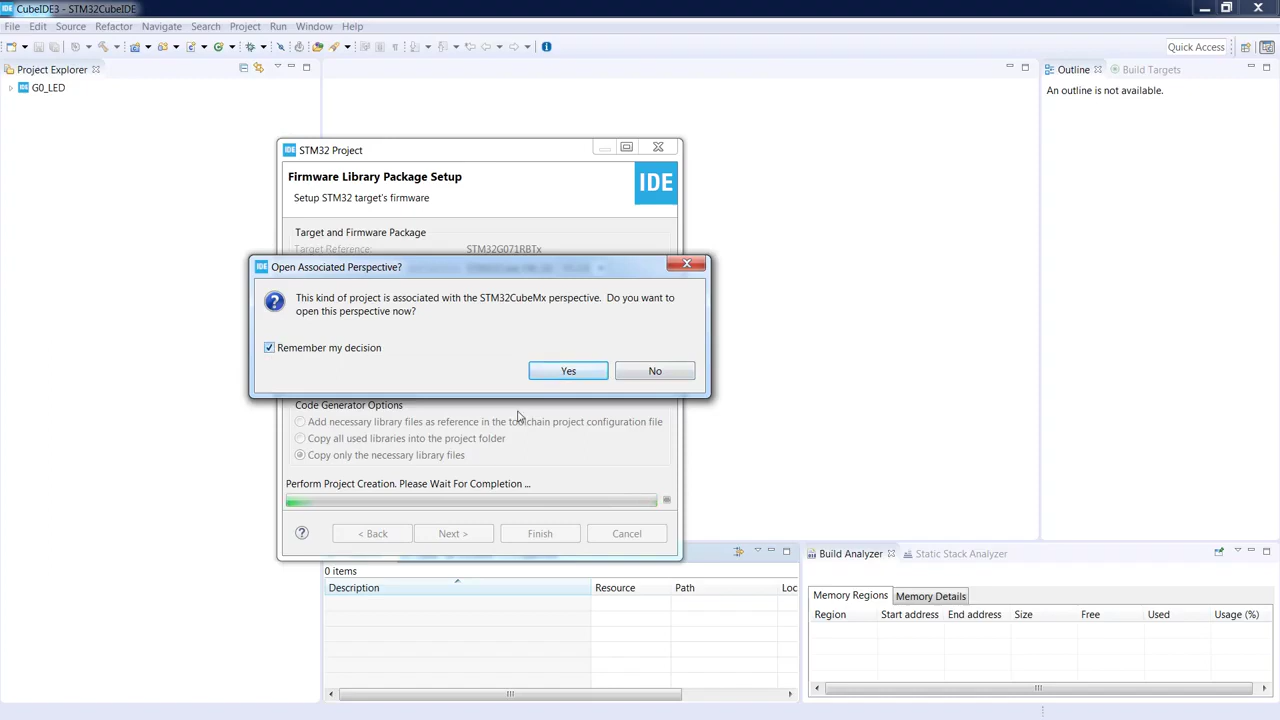 IDE CubeIDE3 - STM32CubeIDE
File Edit Source Refactor Navigate Search Project Run Window Help
Quick Access
Project Explorer
Outline Build Targets
IDE G0_LED
An outline is not available.
IDE STM32 Project
Firmware Library Package Setup
Setup STM32 target's firmware
IDE
Target and Firmware Package
Target Reference: STM32G071RBTx
IDE Open Associated Perspective?
This kind of project is associated with the STM32CubeMx perspective. Do you want to
open this perspective now?
Remember my decision
Yes No
Code Generator Options
Add necessary library files as reference in the toolchain project configuration file
Copy all used libraries into the project folder
Copy only the necessary library files
Perform Project Creation. Please Wait For Completion ...
< Back Next > Finish Cancel
Build Analyzer Static Stack Analyzer
0 items
Description Resource Path Loc
Memory Regions Memory Details
Region Start address End address Size Free Used Usage (%)